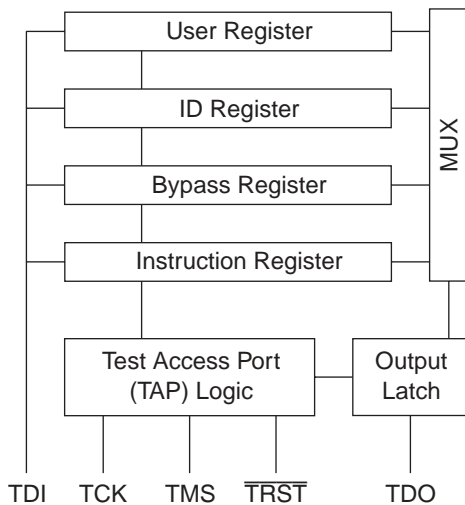 User Register
ID Register
Bypass Register
Instruction Register
MUX
Test Access Port
(TAP) Logic
Output
Latch
TDI
TCK
TMS
T̅R̅S̅T̅
TDO